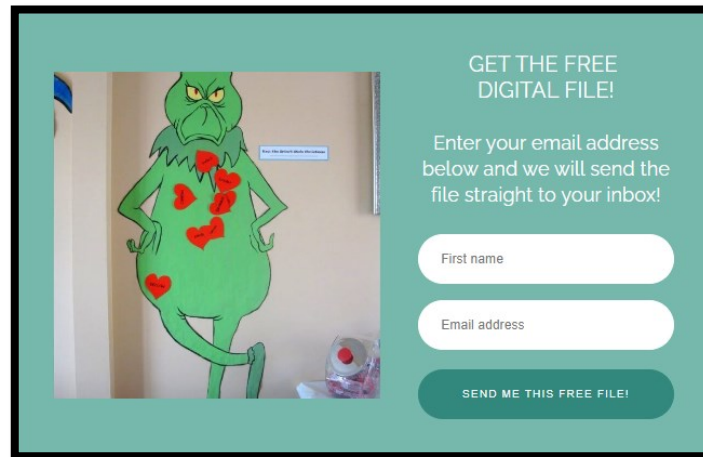 GET THE FREE
DIGITAL FILE!
Enter your email address
below and we will send the
file straight to your inbox!
First name
Email address
SEND ME THIS FREE FILE!